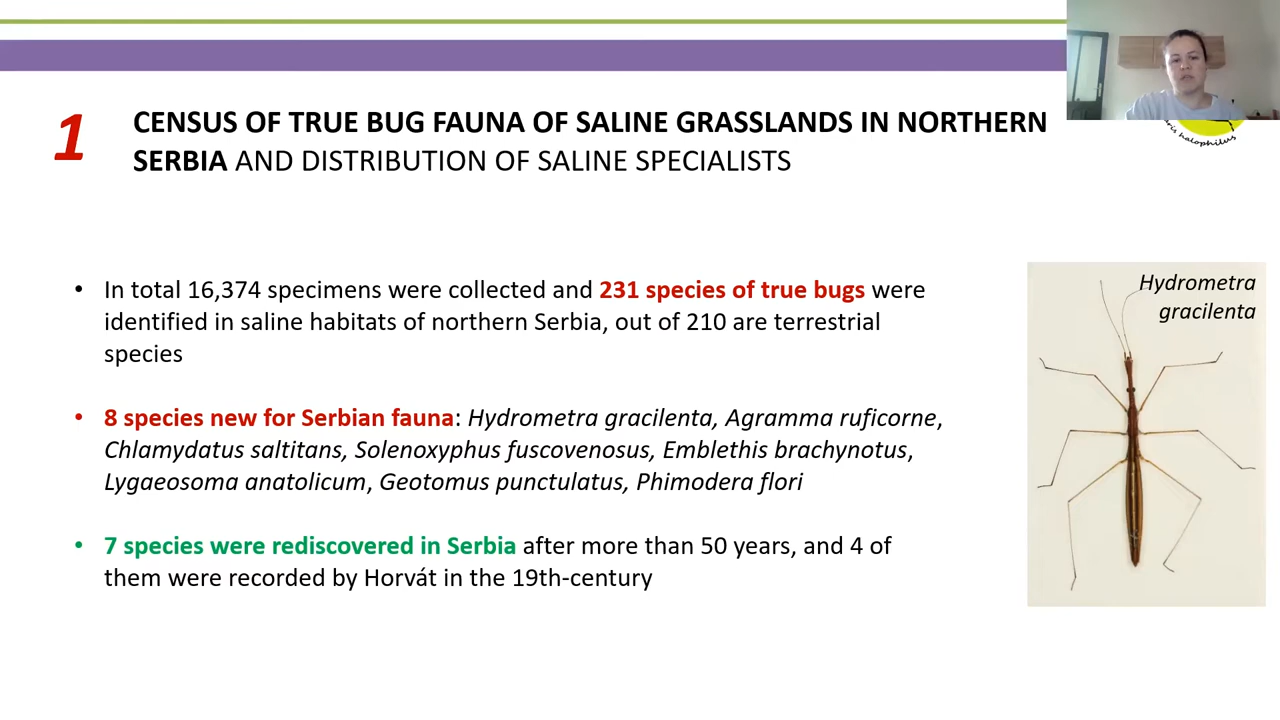 1
CENSUS OF TRUE BUG FAUNA OF SALINE GRASSLANDS IN NORTHERN
SERBIA AND DISTRIBUTION OF SALINE SPECIALISTS
halophilus
• In total 16,374 specimens were collected and 231 species of true bugs were
identified in saline habitats of northern Serbia, out of 210 are terrestrial
species
• 8 species new for Serbian fauna: Hydrometra gracilenta, Agramma ruficorne,
Chlamydatus saltitans, Solenoxyphus fuscovenosus, Emblethis brachynotus,
Lygaeosoma anatolicum, Geotomus punctulatus, Phimodera flori
• 7 species were rediscovered in Serbia after more than 50 years, and 4 of
them were recorded by Horvát in the 19th-century
Hydrometra
gracilenta